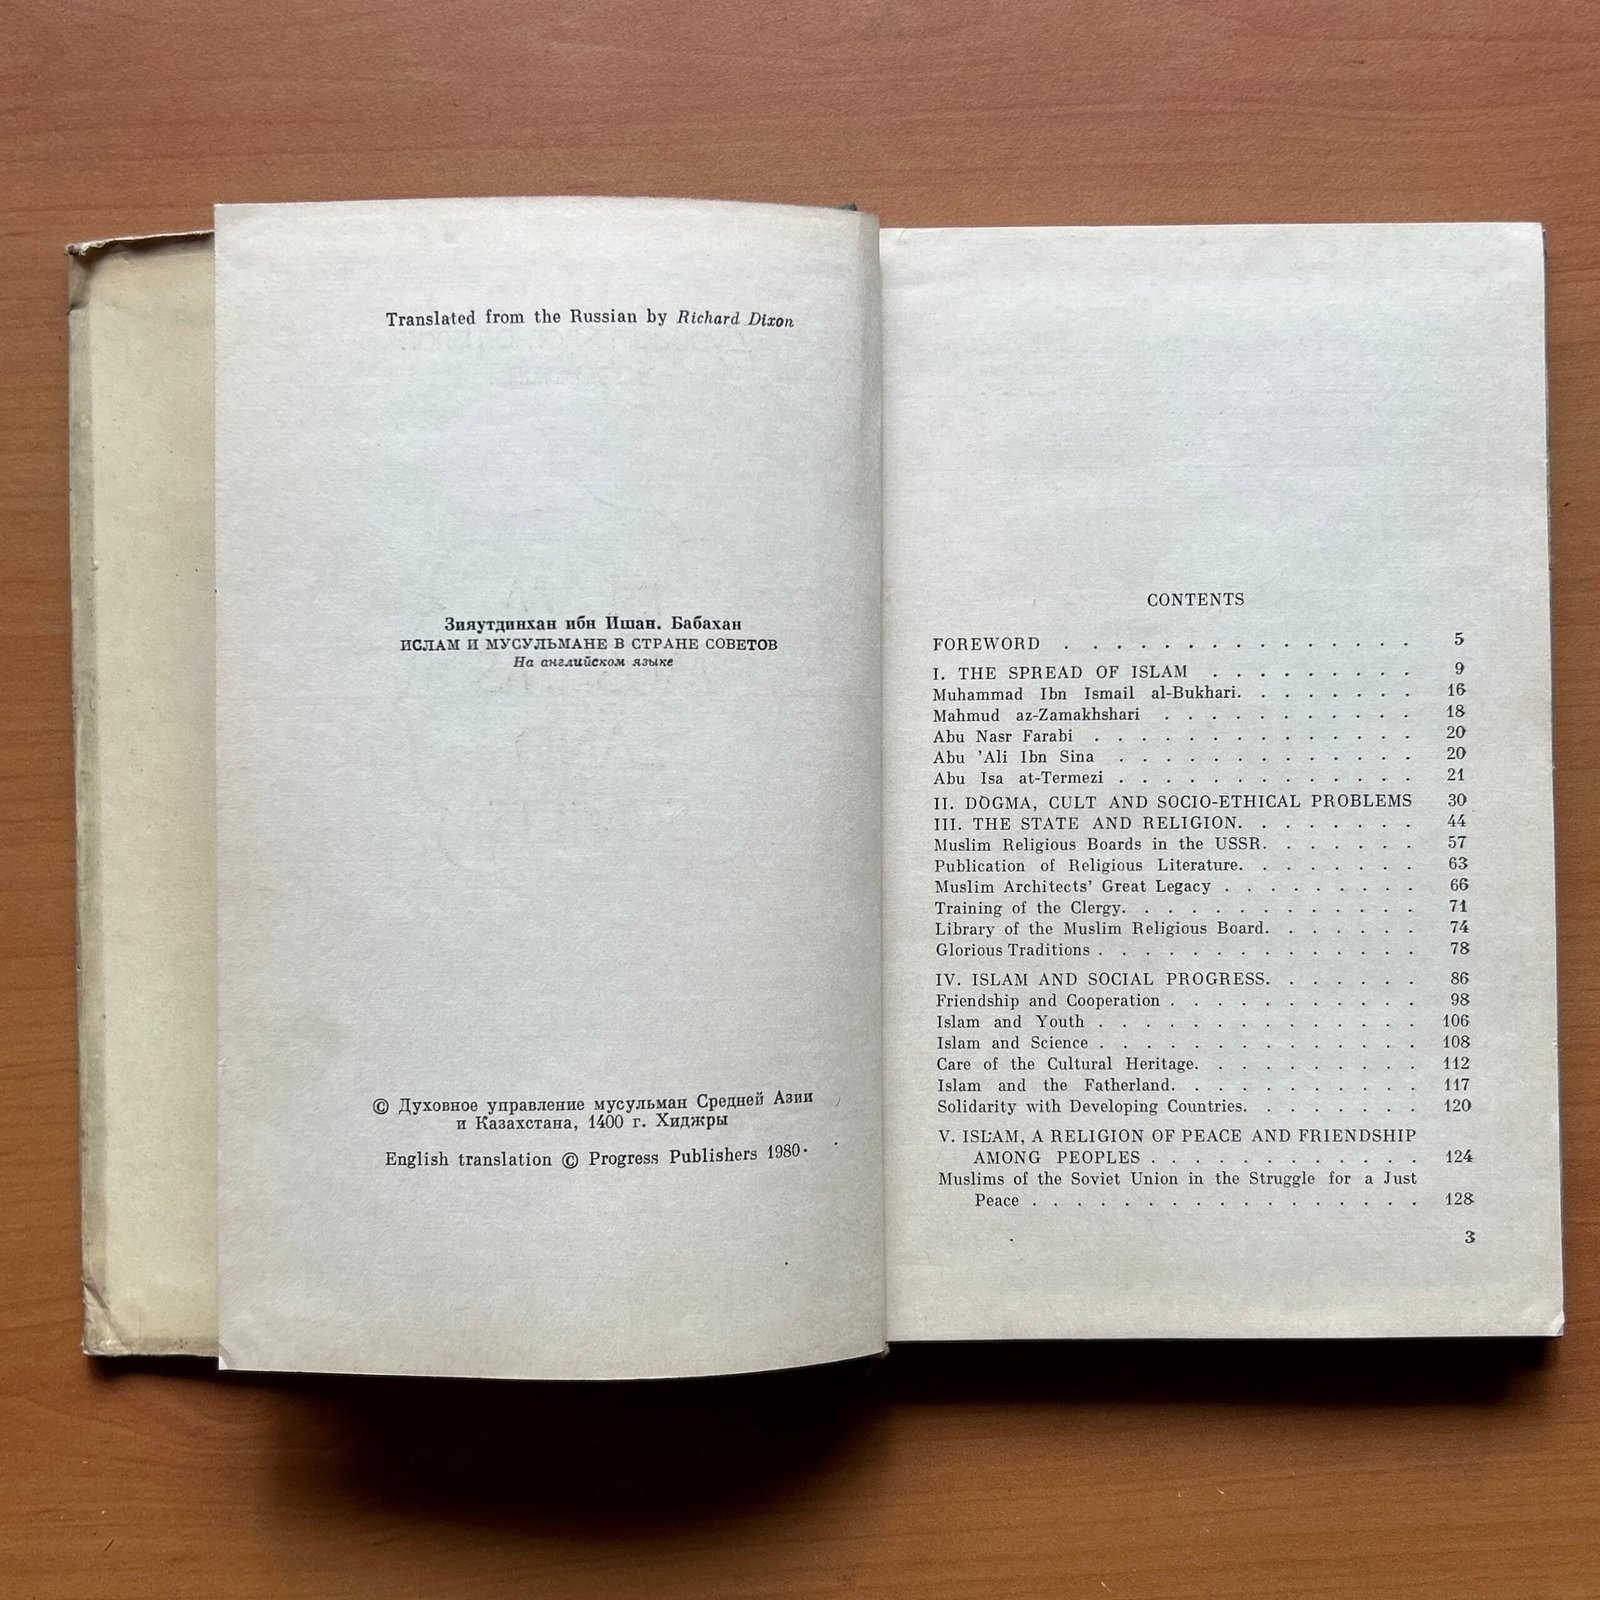 Translated from the Russian by Richard Dixon
Зияутдинхан ибн Ишан. Бабахан
ИСЛАМ И МУСУЛЬМАНЕ В СТРАНЕ СОВЕТОВ
На английском языке
© Духовное управление мусульман Средней Азии
и Казахстана, 1400 г. Хиджры
English translation © Progress Publishers 1980
CONTENTS
FOREWORD . . . . . . . . . . . . 5
I. THE SPREAD OF ISLAM . . . . . . . . . 9
Muhammad Ibn Ismail al-Bukhari. . . . . . . 16
Mahmud az-Zamakhshari . . . . . . . . . . . 18
Abu Nasr Farabi . . . . . . . . . . . . . . 20
Abu 'Ali Ibn Sina . . . . . . . . . . . . . 20
Abu Isa at-Termezi . . . . . . . . . . . . . 21
II. DOGMA, CULT AND SOCIO-ETHICAL PROBLEMS 30
III. THE STATE AND RELIGION. . . . . . . 44
Muslim Religious Boards in the USSR. . . . . . 57
Publication of Religious Literature. . . . . . . 63
Muslim Architects' Great Legacy . . . . . . . . 66
Training of the Clergy. . . . . . . . . . . . 71
Library of the Muslim Religious Board. . . . . . 74
Glorious Traditions . . . . . . . . . . . . . 78
IV. ISLAM AND SOCIAL PROGRESS. . . . . . 86
Friendship and Cooperation . . . . . . . . . . 98
Islam and Youth . . . . . . . . . . . . . . 106
Islam and Science . . . . . . . . . . . . . 108
Care of the Cultural Heritage. . . . . . . . . 112
Islam and the Fatherland. . . . . . . . . . 117
Solidarity with Developing Countries. . . . . . . 120
V. ISLAM, A RELIGION OF PEACE AND FRIENDSHIP
AMONG PEOPLES . . . . . . . . . . . . 124
Muslims of the Soviet Union in the Struggle for a Just
Peace . . . . . . . . . . . . . . . . . 128
3